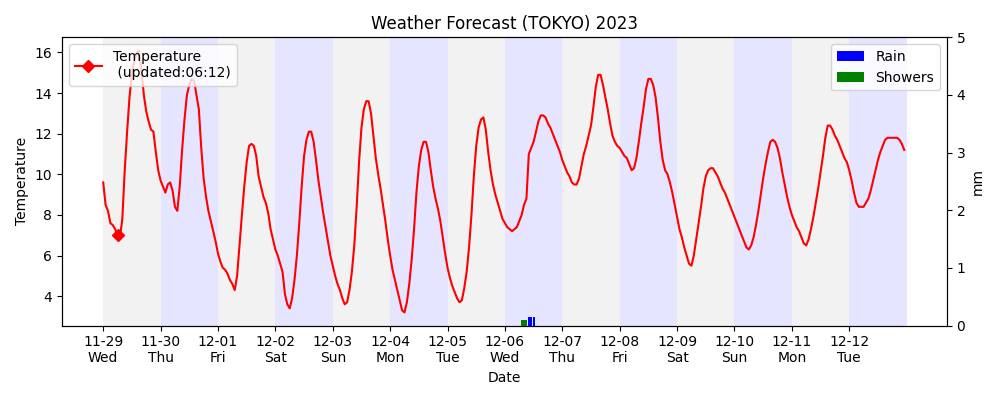 Weather Forecast (TOKYO) 2023
Temperature
(updated:06:12)
Rain
Showers
16
14
12
10
8
6
4
Temperature
5
4
3
2
1
0
mm
11-29 11-30 12-01 12-02 12-03 12-04 12-05 12-06 12-07 12-08 12-09 12-10 12-11 12-12
Wed Thu Fri Sat Sun Mon Tue Wed Thu Fri Sat Sun Mon Tue
Date